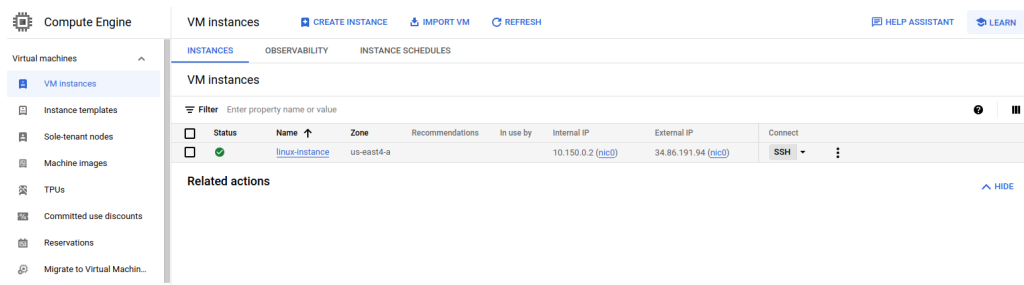 Compute Engine
VM instances CREATE INSTANCE IMPORT VM REFRESH HELP ASSISTANT LEARN
Virtual machines
VM instances
Instance templates
Sole-tenant nodes
Machine images
TPUs
Committed use discounts
Reservations
Migrate to Virtual Machin...
INSTANCES OBSERVABILITY INSTANCE SCHEDULES
VM instances
Filter Enter property name or value
Status Name Zone Recommendations In use by Internal IP External IP Connect
linux-instance us-east4-a 10.150.0.2 (nic0) 34.86.191.94 (nic0) SSH
Related actions
HIDE